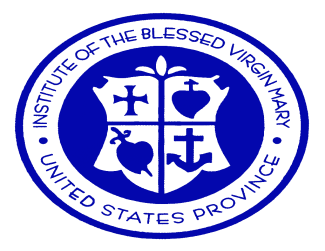 INSTITUTE OF THE BLESSED VIRGIN MARY
UNITED STATES PROVINCE